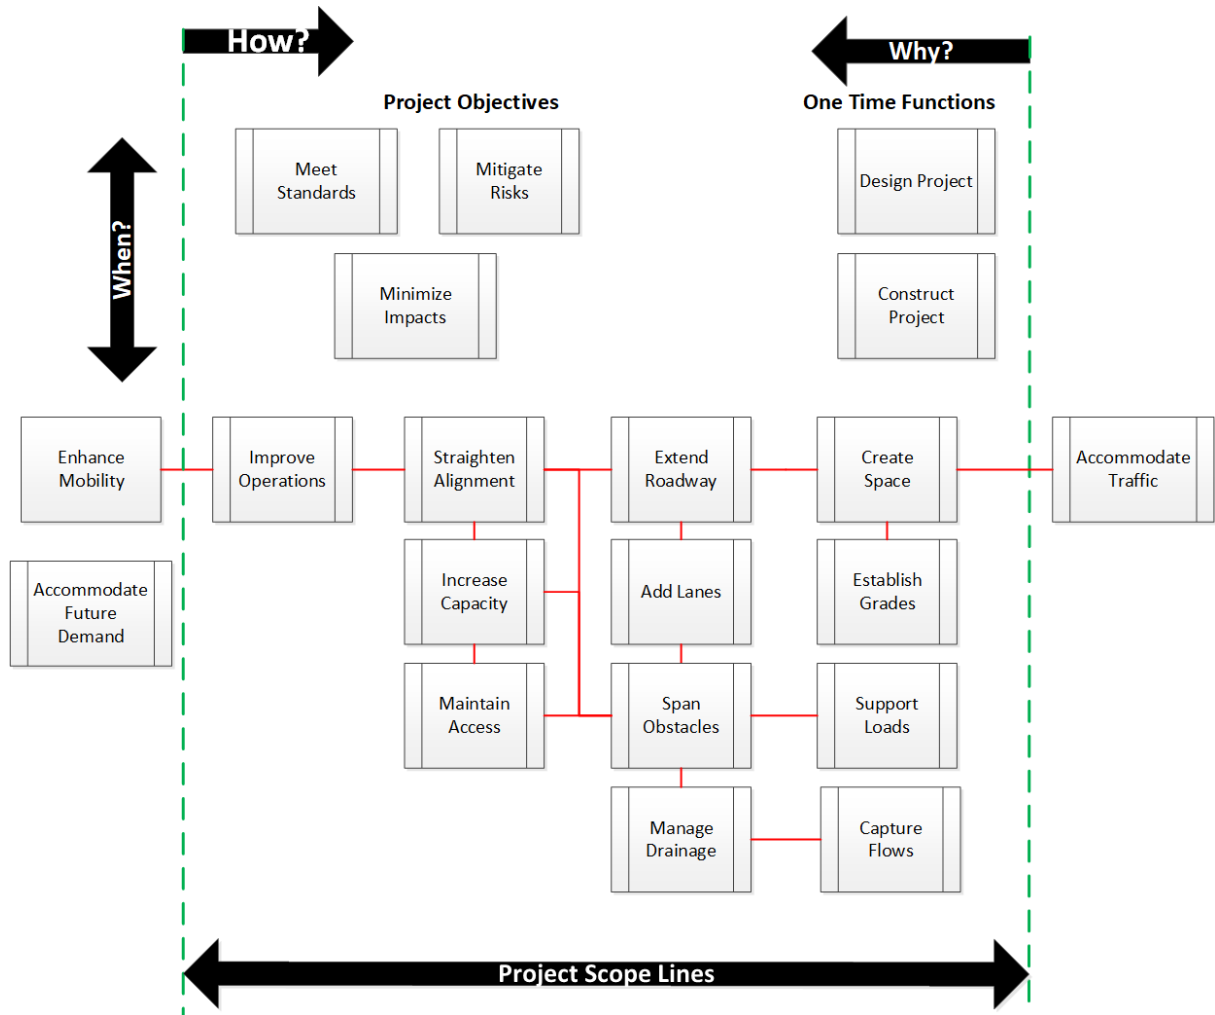 How?
Why?
Project Objectives
One Time Functions
Meet
Standards
Mitigate
Risks
Design Project
When?
Minimize
Impacts
Construct
Project
Enhance
Mobility
Improve
Operations
Straighten
Alignment
Extend
Roadway
Create
Space
Accommodate
Traffic
Accommodate
Future
Demand
Increase
Capacity
Add Lanes
Establish
Grades
Maintain
Access
Span
Obstacles
Support
Loads
Manage
Drainage
Capture
Flows
Project Scope Lines